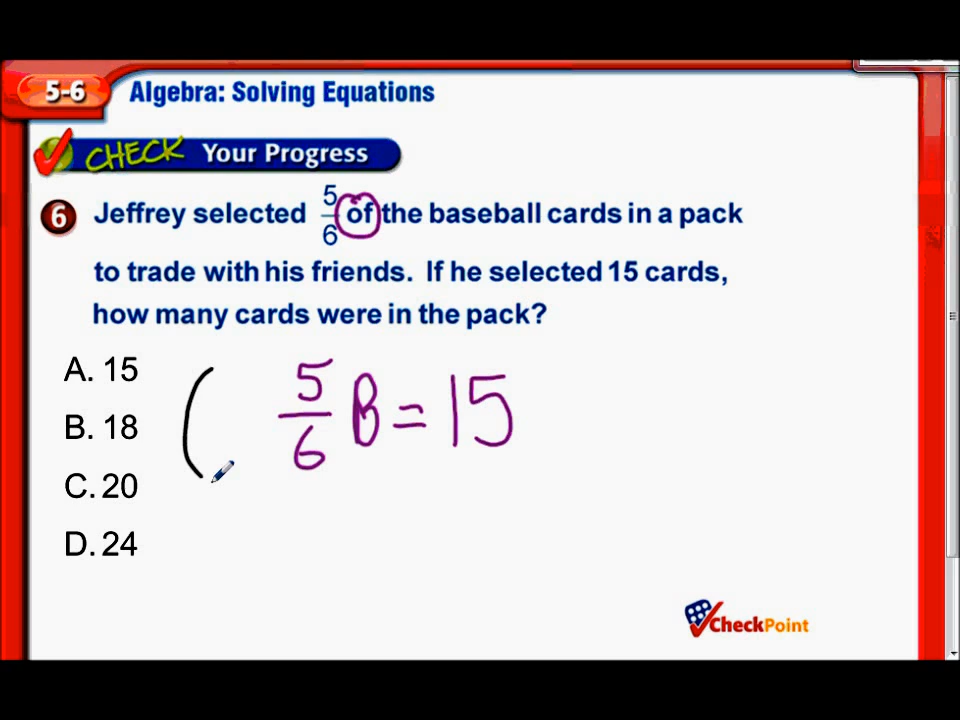 5-6 Algebra: Solving Equations
CHECK Your Progress
6 Jeffrey selected 5/6 of the baseball cards in a pack
to trade with his friends. If he selected 15 cards,
how many cards were in the pack?
A. 15
B. 18
C. 20
D. 24
( 5/6 B = 15
CheckPoint